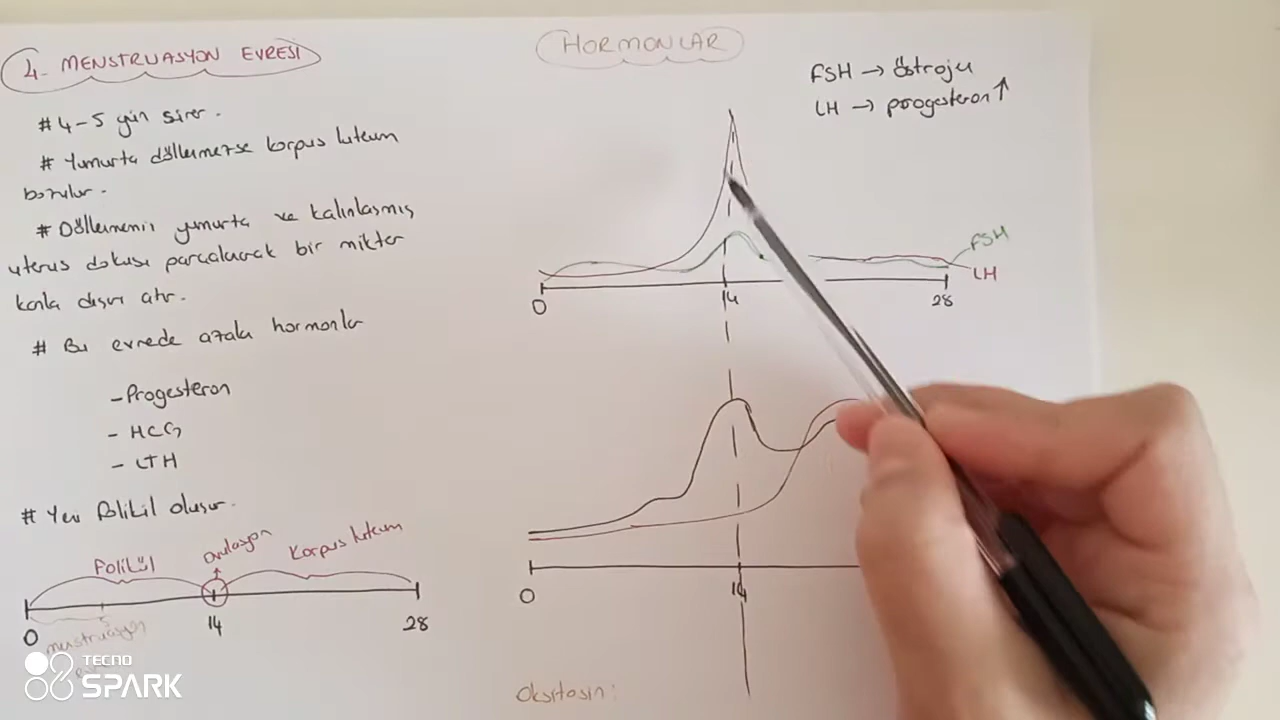 4- MENSTRUASYON EVRESİ
# 4-5 gün sürer.
# Yumurta döllenmezse korpus luteum
bozulur.
# Döllenmemiş yumurta ve kalınlaşmış
uterus dokusu parçalanarak bir miktar
kanla dışarı atılır.
# Bu evrede azalan hormonlar
- Progesteron
- HCG
- LTH
# Yeni folikül oluşur.
Folikül
Ovulasyon
Korpus luteum
0
5
14
28
menstruasyon
HORMONLAR
FSH → östrojen
LH → progesteron ↑
FSH
LH
0
14
28
0
14
Oksitosin:
TECNO
SPARK